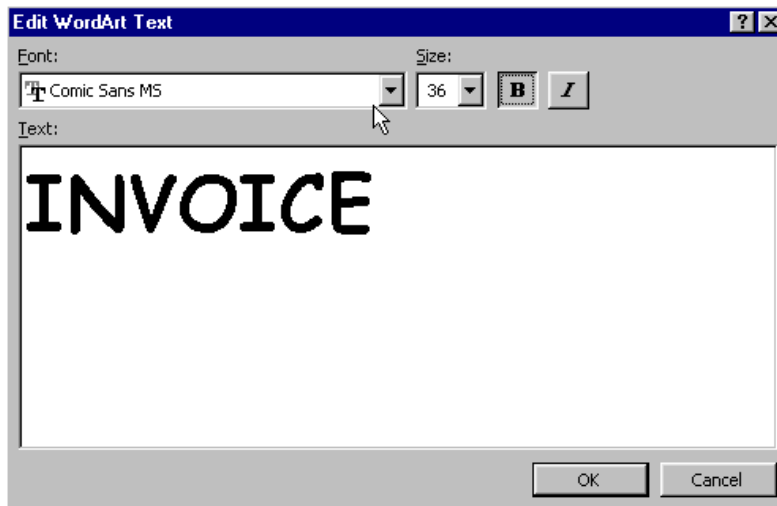 Edit WordArt Text
Font: Size:
Comic Sans MS 36 B I
Text:
INVOICE
OK Cancel